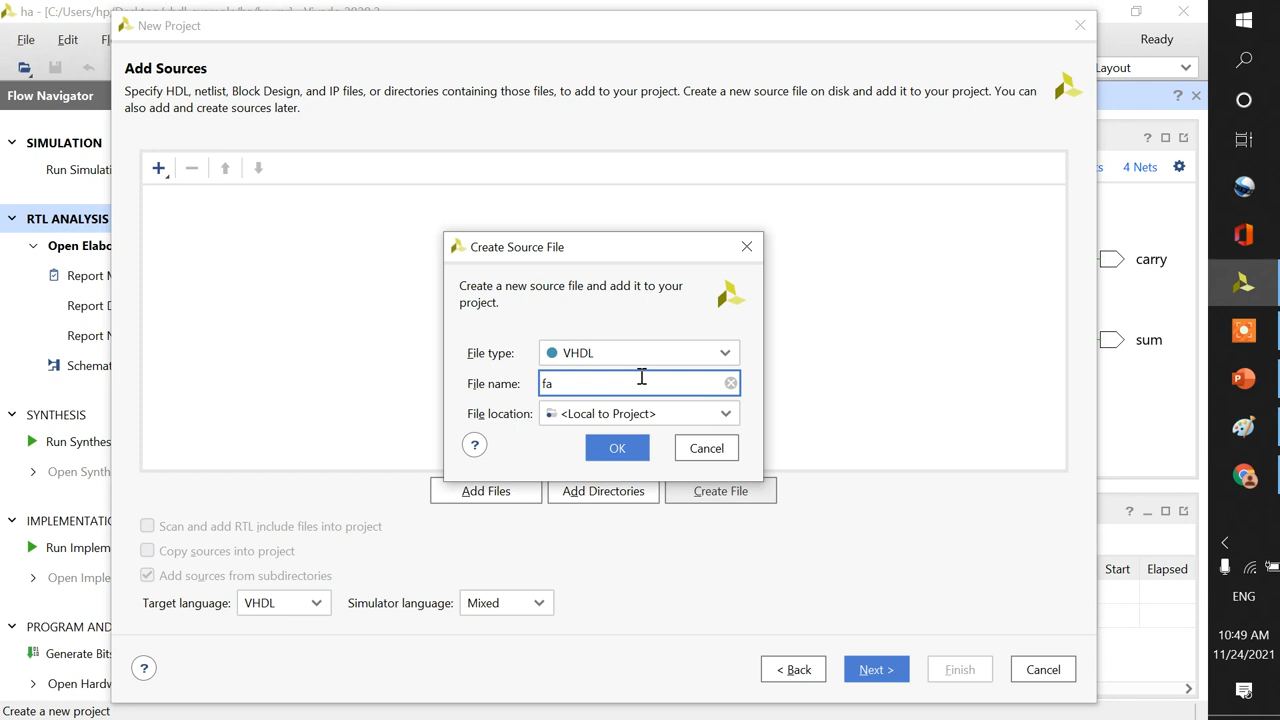 ha - [C:/Users/hp
New Project
File Edit Fl
Ready
Layout
Flow Navigator
Add Sources
Specify HDL, netlist, Block Design, and IP files, or directories containing those files, to add to your project. Create a new source file on disk and add it to your project. You can
also add and create sources later.
SIMULATION
Run Simulati
4 Nets
RTL ANALYSIS
Open Elab
Create Source File
carry
Report
Create a new source file and add it to your
project.
Report
Report
sum
File type: VHDL
Schemat
File name: fa
File location: <Local to Project>
SYNTHESIS
Run Synthes
OK
Cancel
Open Synth
Add Files
Add Directories
Create File
IMPLEMENTATIO
Scan and add RTL include files into project
Run Implem
Copy sources into project
Start Elapsed
Open Imple
Add sources from subdirectories
ENG
Target language: VHDL
Simulator language: Mixed
PROGRAM AND
10:49 AM
Generate Bits
11/24/2021
< Back
Next >
Finish
Cancel
Open Hardw
Create a new project